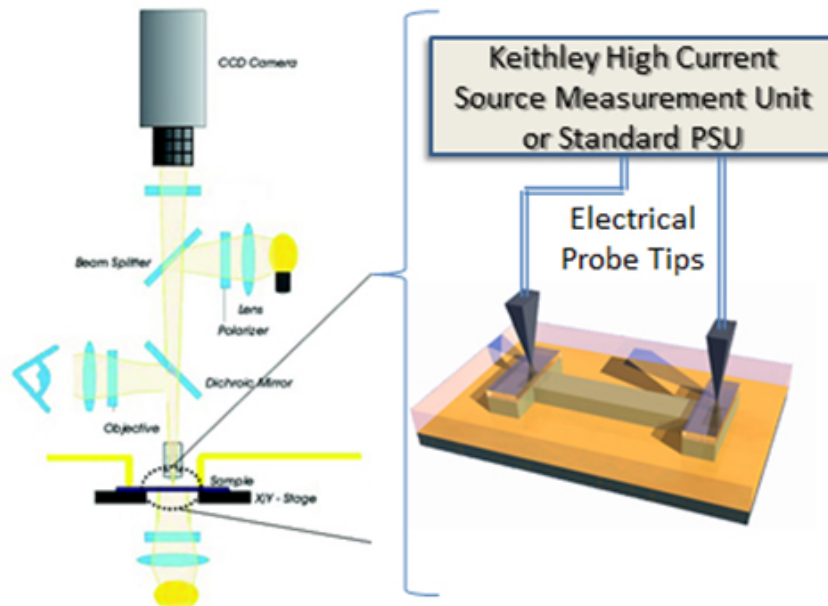 CCD Camera
Beam Splitter
Lens
Polarizer
Dichroic Mirror
Objective
Sample
X/Y - Stage
Keithley High Current
Source Measurement Unit
or Standard PSU
Electrical
Probe Tips